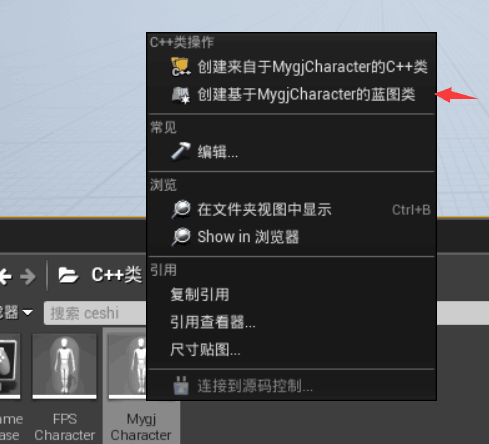 C++类操作
创建来自于MygjCharacter的C++类
创建基于MygjCharacter的蓝图类
常见
编辑...
浏览
在文件夹视图中显示 Ctrl+B
Show in 浏览器
引用
复制引用
引用查看器...
尺寸贴图...
连接到源码控制...
C++类
器 搜索 ceshi
ame FPS Mygj
ase Character Character